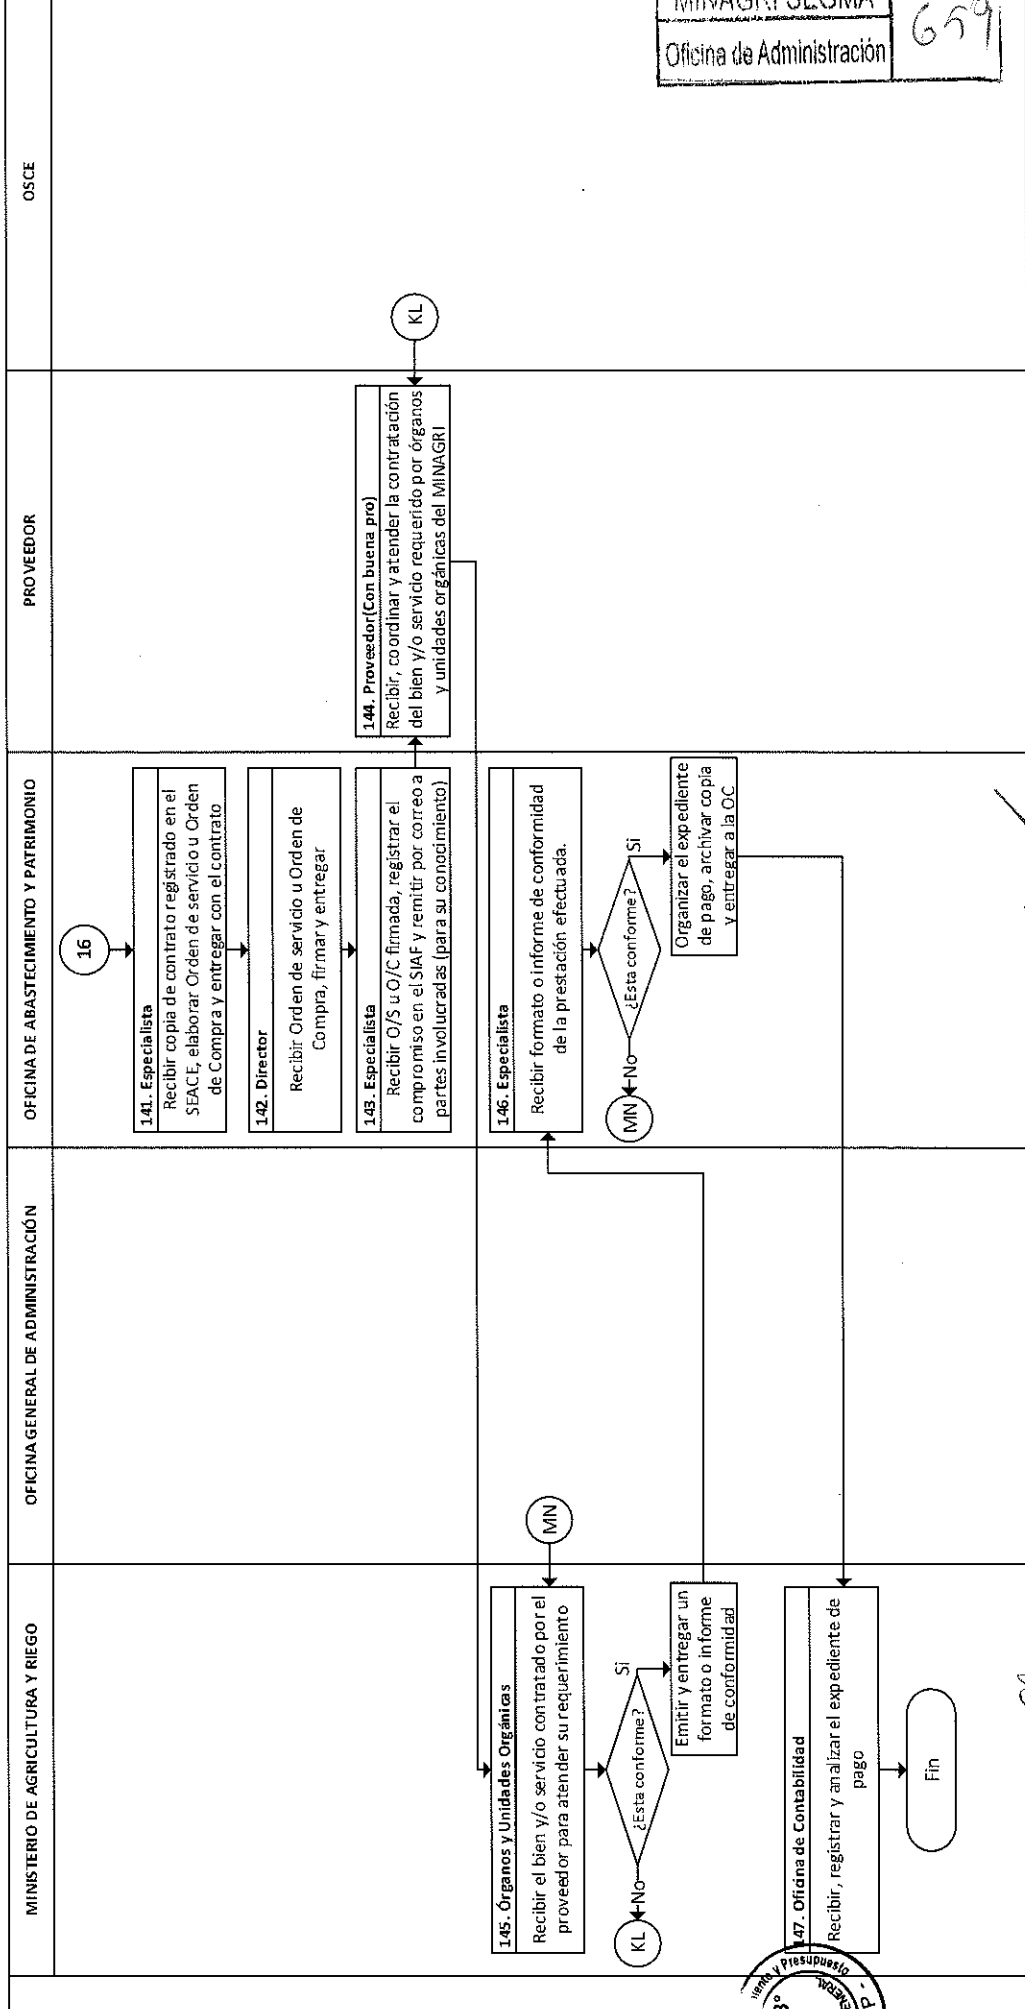 MINISTERIO DE AGRICULTURA Y RIEGO
OFICINA GENERAL DE ADMINISTRACIÓN
OFICINA DE ABASTECIMIENTO Y PATRIMONIO
PROVEEDOR
OSCE
16
141. Especialista
Recibir copia de contrato registrado en el
SEACE, elaborar Orden de servicio u Orden
de Compra y entregar con el contrato
142. Director
Recibir Orden de servicio u Orden de
Compra, firmar y entregar
143. Especialista
Recibir O/S u O/C firmada, registrar el
compromiso en el SIAF y remitir por correo a
partes involucradas (para su conocimiento)
144. Proveedor(Con buena pro)
Recibir, coordinar y atender la contratación
del bien y/o servicio requerido por órganos
y unidades orgánicas del MINAGRI
KL
145. Órganos y Unidades Orgánicas
Recibir el bien y/o servicio contratado por el
proveedor para atender su requerimiento
MN
¿Esta conforme?
Si
No
KL
Emitir y entregar un
formato o informe
de conformidad
146. Especialista
Recibir formato o informe de conformidad
de la prestación efectuada.
¿Esta conforme?
Si
No
MN
Organizar el expediente
de pago, archivar copia
y entregar a la OC
147. Oficina de Contabilidad
Recibir, registrar y analizar el expediente de
pago
Fin
Oficina de Administración
659
y Presupuesto